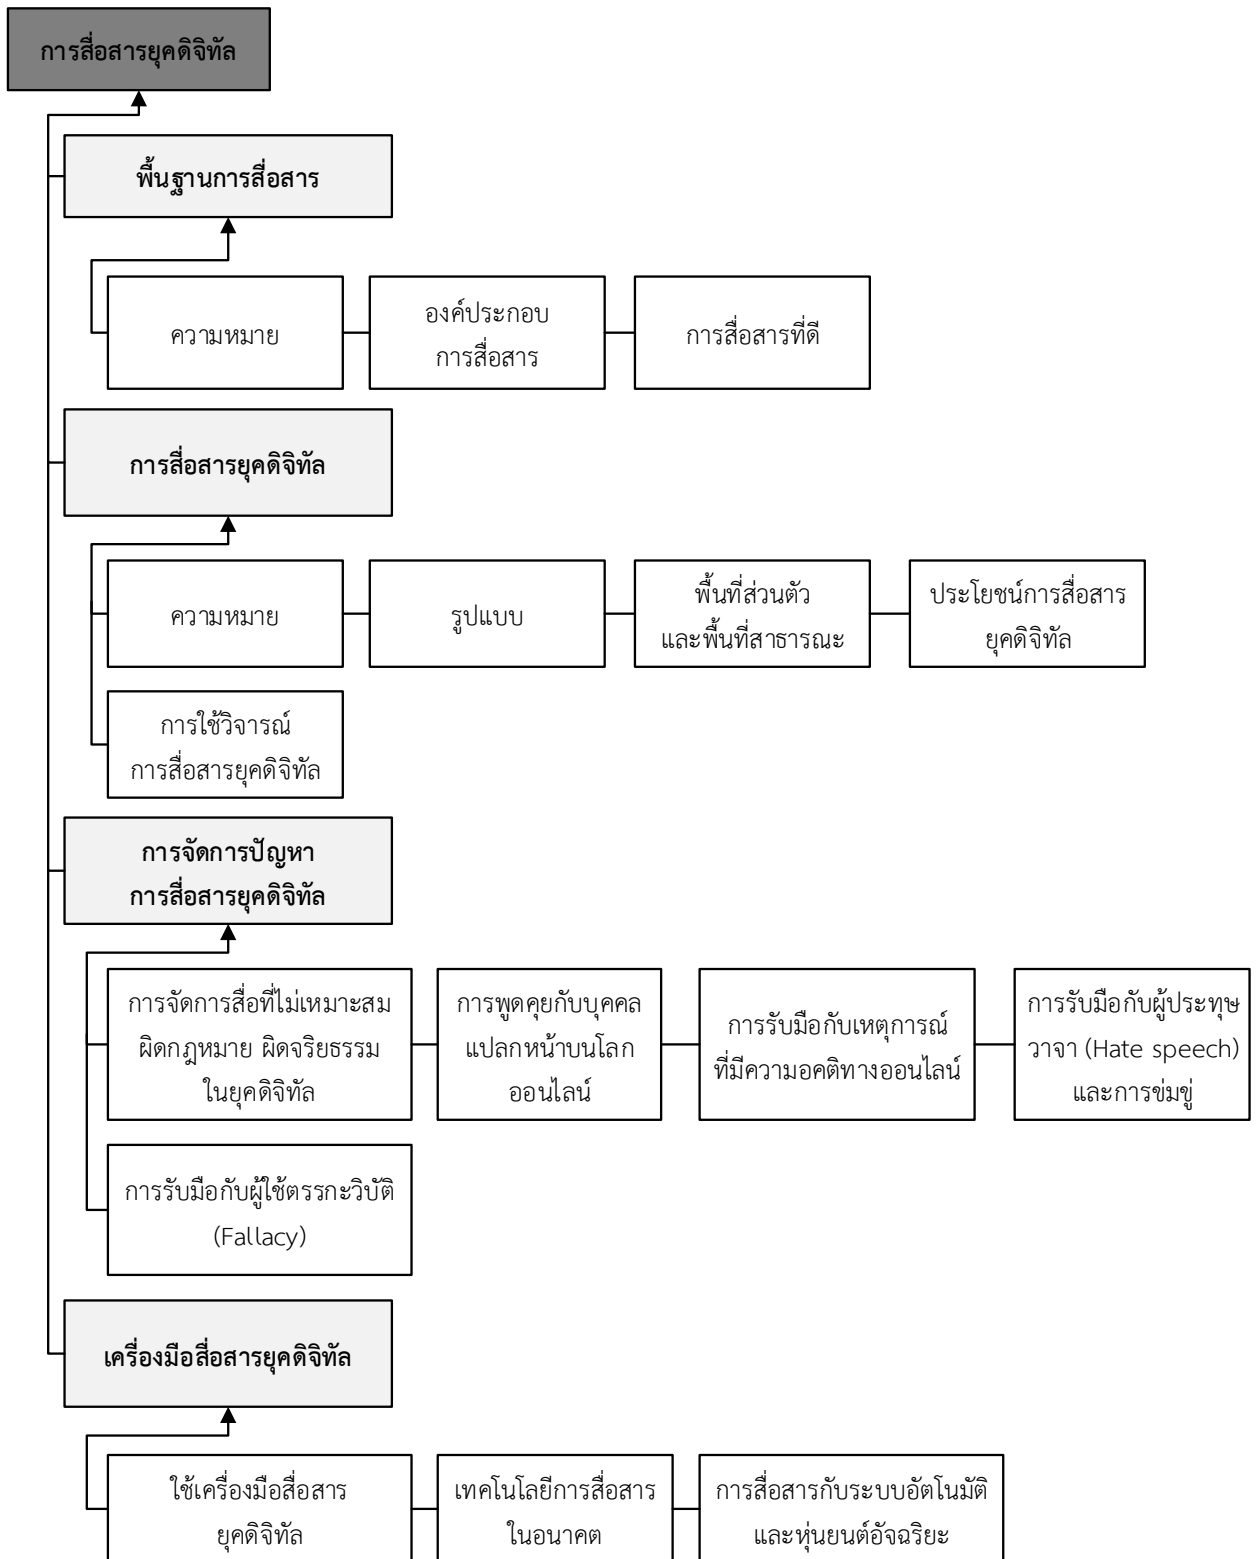 การสื่อสารยุคดิจิทัล
พื้นฐานการสื่อสาร
ความหมาย
องค์ประกอบ
การสื่อสาร
การสื่อสารที่ดี
การสื่อสารยุคดิจิทัล
ความหมาย
รูปแบบ
พื้นที่ส่วนตัว
และพื้นที่สาธารณะ
ประโยชน์การสื่อสาร
ยุคดิจิทัล
การใช้วิจารณ์
การสื่อสารยุคดิจิทัล
การจัดการปัญหา
การสื่อสารยุคดิจิทัล
การจัดการสื่อที่ไม่เหมาะสม
ผิดกฎหมาย ผิดจริยธรรม
ในยุคดิจิทัล
การพูดคุยกับบุคคล
แปลกหน้าบนโลก
ออนไลน์
การรับมือกับเหตุการณ์
ที่มีความอคติทางออนไลน์
การรับมือกับผู้ประทุษ
วาจา (Hate speech)
และการข่มขู่
การรับมือกับผู้ใช้ตรรกะวิบัติ
(Fallacy)
เครื่องมือสื่อสารยุคดิจิทัล
ใช้เครื่องมือสื่อสาร
ยุคดิจิทัล
เทคโนโลยีการสื่อสาร
ในอนาคต
การสื่อสารกับระบบอัตโนมัติ
และหุ่นยนต์อัจฉริยะ